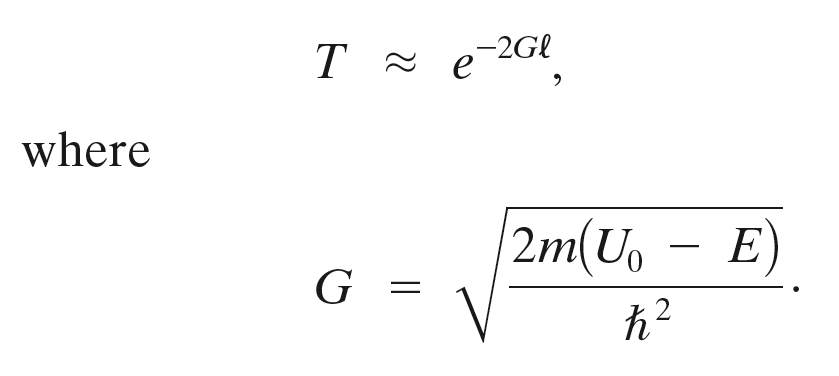 T ≈ e^{−2Gℓ},
where
G = √(2m(U₀ − E)/ℏ²).